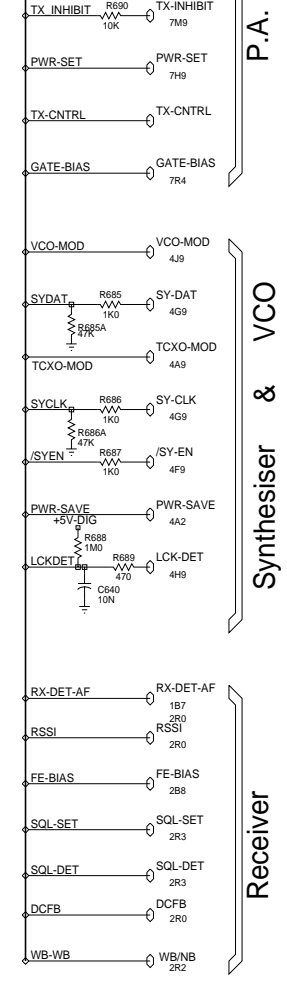 TX_INHIBIT R690 TX-INHIBIT
10K 7M9
PWR-SET PWR-SET
7H9
TX-CNTRL TX-CNTRL
GATE-BIAS GATE-BIAS
7R4
P.A.
VCO-MOD VCO-MOD
4J9
SYDAT R685 SY-DAT
1K0 4G9
R685A
47K
TCXO-MOD
TCXO-MOD 4A9
SYCLK R686 SY-CLK
1K0 4G9
R686A
47K
/SYEN R687 /SY-EN
1K0 4F9
PWR-SAVE PWR-SAVE
+5V-DIG 4A2
R688
1M0
LCKDET R689 LCK-DET
470 4H9
C640
10N
Synthesiser & VCO
RX-DET-AF RX-DET-AF
1B7
2R0
RSSI RSSI
2R0
FE-BIAS FE-BIAS
2B8
SQL-SET SQL-SET
2R3
SQL-DET SQL-DET
2R3
DCFB DCFB
2R0
WB-WB WB/NB
2R2
Receiver